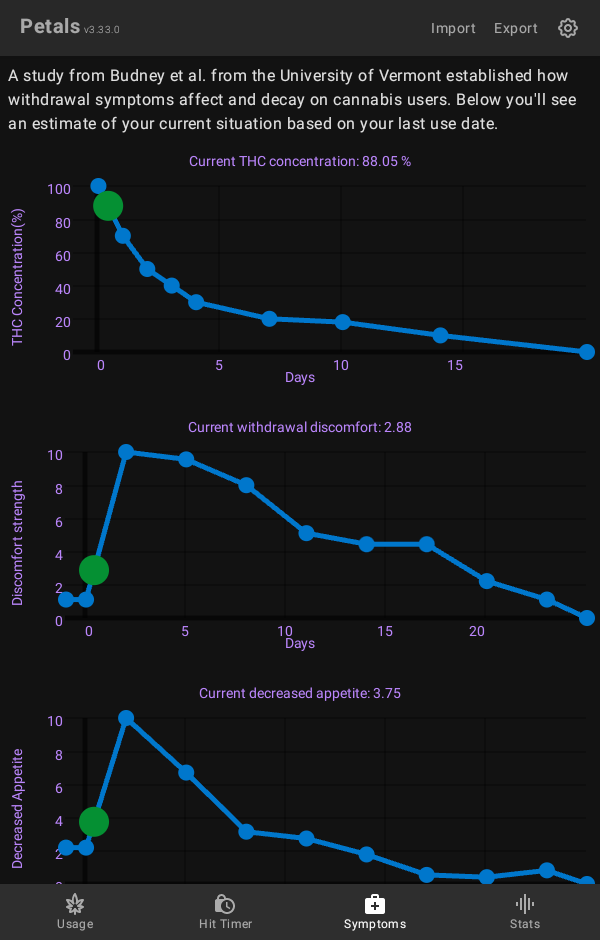 Petals v3.33.0 Import Export
A study from Budney et al. from the University of Vermont established how
withdrawal symptoms affect and decay on cannabis users. Below you'll see
an estimate of your current situation based on your last use date.
Current THC concentration: 88.05 %
THC Concentration(%)
100
80
60
40
20
0
0 5 10 15
Days
Current withdrawal discomfort: 2.88
Discomfort strength
10
8
6
4
2
0
0 5 10 15 20
Days
Current decreased appetite: 3.75
Decreased Appetite
10
8
6
4
2
Usage Hit Timer Symptoms Stats